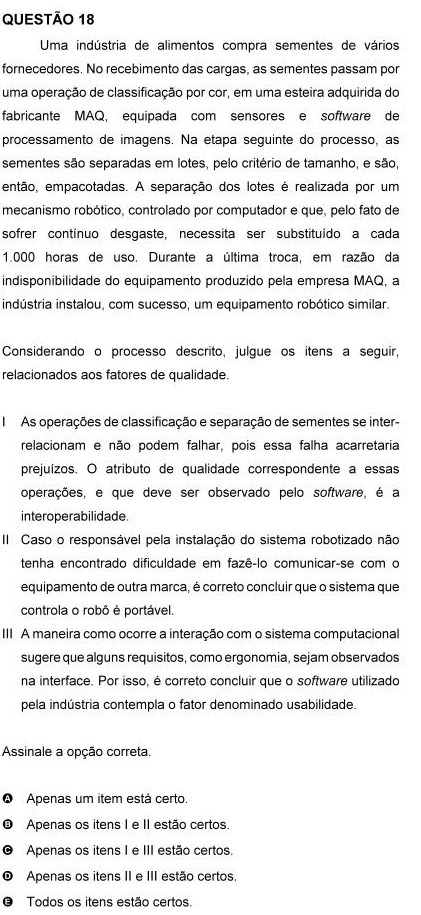 QUESTÃO 18
Uma indústria de alimentos compra sementes de vários
fornecedores. No recebimento das cargas, as sementes passam por
uma operação de classificação por cor, em uma esteira adquirida do
fabricante MAQ, equipada com sensores e software de
processamento de imagens. Na etapa seguinte do processo, as
sementes são separadas em lotes, pelo critério de tamanho, e são,
então, empacotadas. A separação dos lotes é realizada por um
mecanismo robótico, controlado por computador e que, pelo fato de
sofrer contínuo desgaste, necessita ser substituído a cada
1.000 horas de uso. Durante a última troca, em razão da
indisponibilidade do equipamento produzido pela empresa MAQ, a
indústria instalou, com sucesso, um equipamento robótico similar.
Considerando o processo descrito, julgue os itens a seguir,
relacionados aos fatores de qualidade.
I As operações de classificação e separação de sementes se inter-
relacionam e não podem falhar, pois essa falha acarretaria
prejuízos. O atributo de qualidade correspondente a essas
operações, e que deve ser observado pelo software, é a
interoperabilidade.
II Caso o responsável pela instalação do sistema robotizado não
tenha encontrado dificuldade em fazê-lo comunicar-se com o
equipamento de outra marca, é correto concluir que o sistema que
controla o robô é portável.
III A maneira como ocorre a interação com o sistema computacional
sugere que alguns requisitos, como ergonomia, sejam observados
na interface. Por isso, é correto concluir que o software utilizado
pela indústria contempla o fator denominado usabilidade.
Assinale a opção correta.
A Apenas um item está certo.
B Apenas os itens I e II estão certos.
C Apenas os itens I e III estão certos.
D Apenas os itens II e III estão certos.
E Todos os itens estão certos.